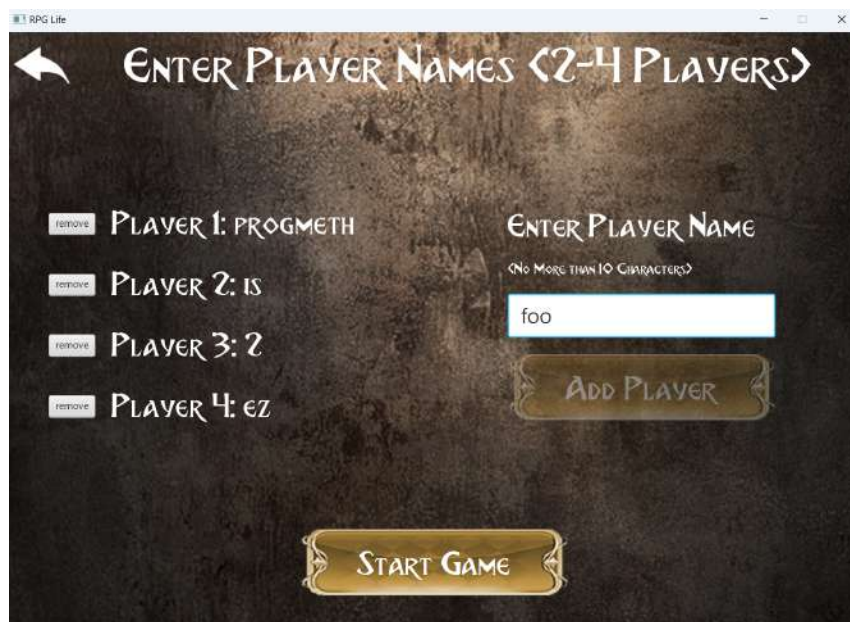 RPG Life
Enter Player Names (2-4 Players)
remove Player 1: progmeth
Enter Player Name
(No More than 10 Characters)
remove Player 2: is
foo
remove Player 3: 2
Add Player
remove Player 4: ez
Start Game